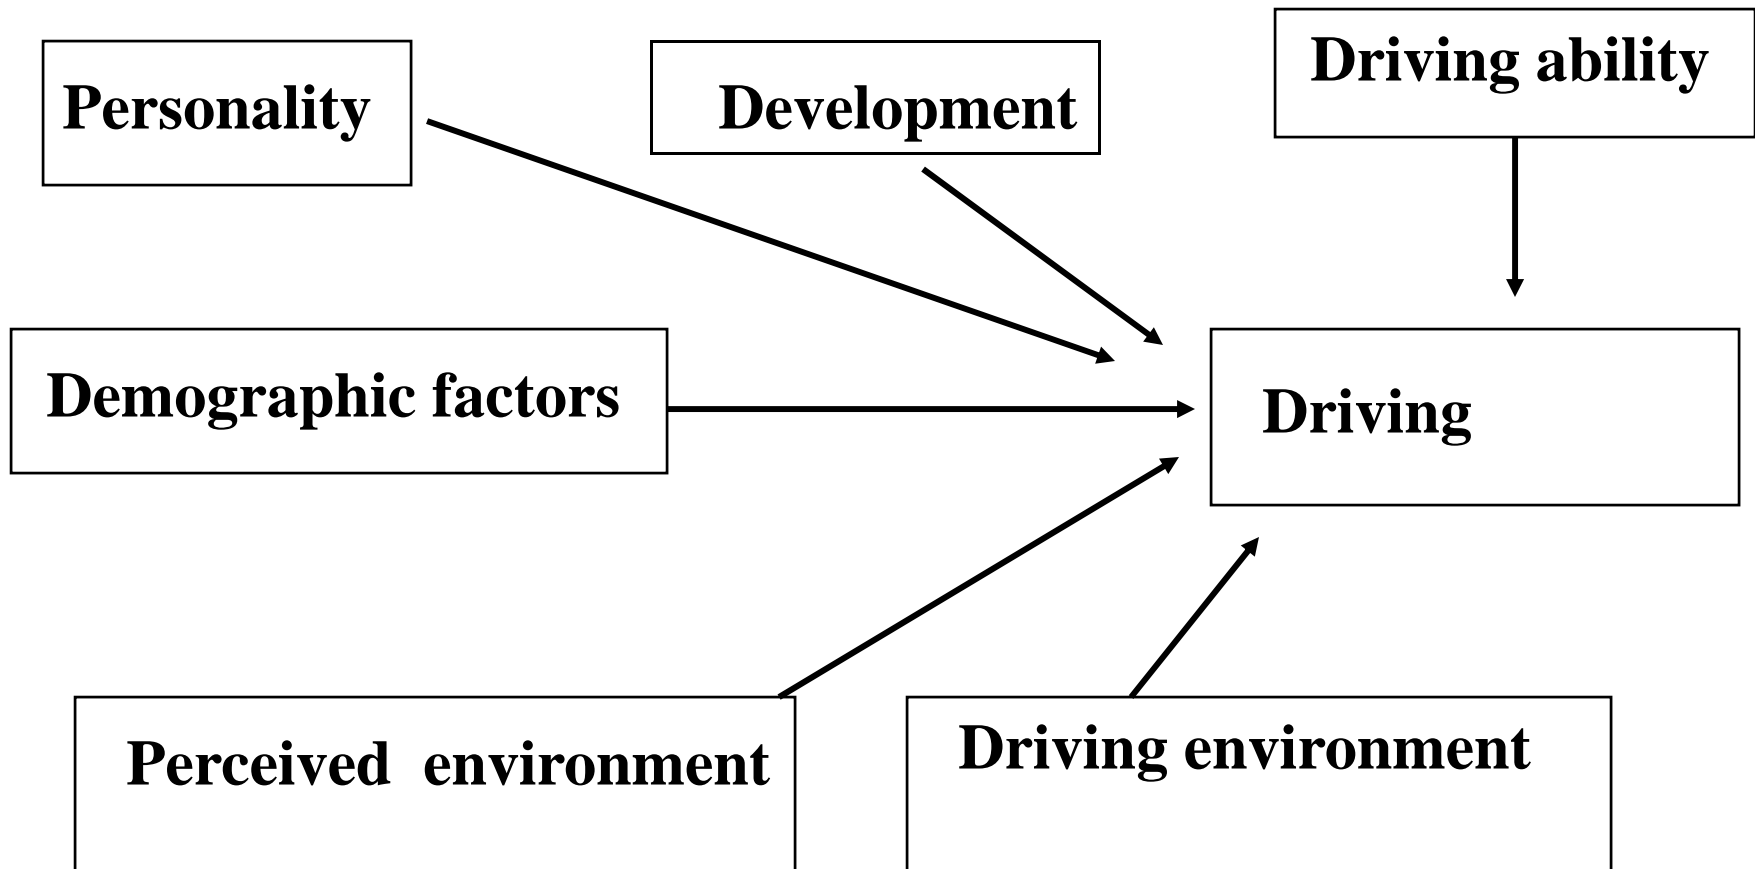 Driving ability
Personality
Development
Demographic factors
Driving
Perceived environment
Driving environment